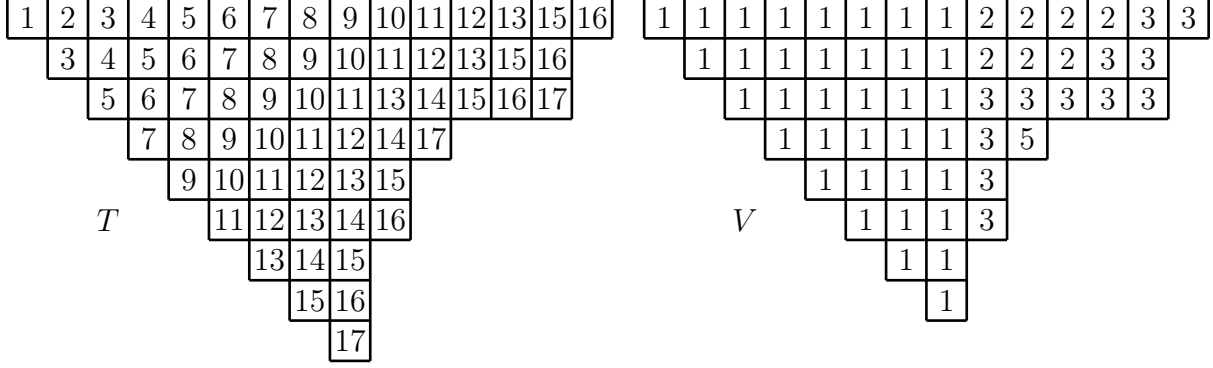 1 2 3 4 5 6 7 8 9 10 11 12 13 15 16 1 1 1 1 1 1 1 1 2 2 2 2 3 3
3 4 5 6 7 8 9 10 11 12 13 15 16 1 1 1 1 1 1 1 2 2 2 3 3
5 6 7 8 9 10 11 13 14 15 16 17 1 1 1 1 1 1 3 3 3 3 3
7 8 9 10 11 12 14 17 1 1 1 1 1 3 5
9 10 11 12 13 15 1 1 1 1 3
T 11 12 13 14 16 V 1 1 1 3
13 14 15 1 1
15 16 1
17